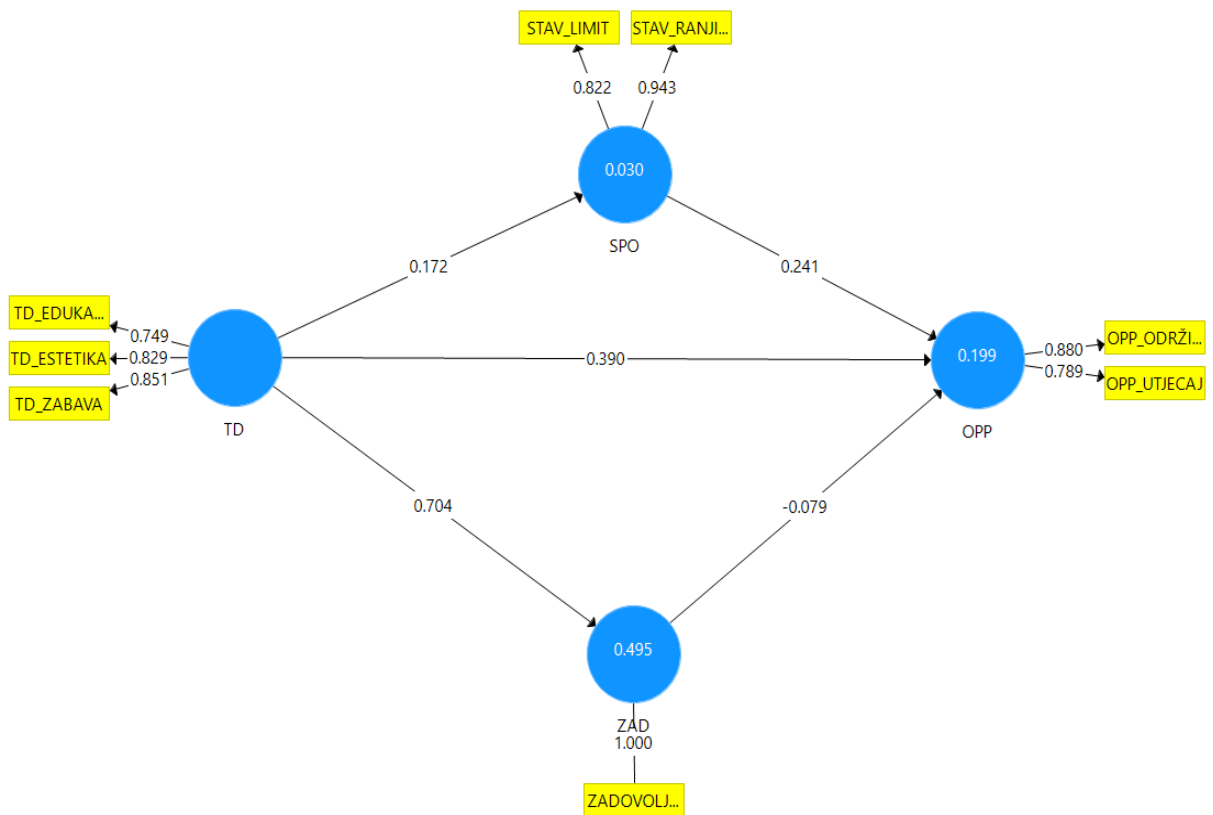 STAV_LIMIT STAV_RANJI...
0.822 0.943
0.030
SPO
0.172 0.241
TD_EDUKA...
0.749
TD_ESTETIKA 0.829
0.851
TD_ZABAVA
TD
0.390
0.199
OPP
0.880 OPP_ODRŽI...
0.789 OPP_UTJECAJ
0.704 -0.079
0.495
ZAD
1.000
ZADOVOLJ...